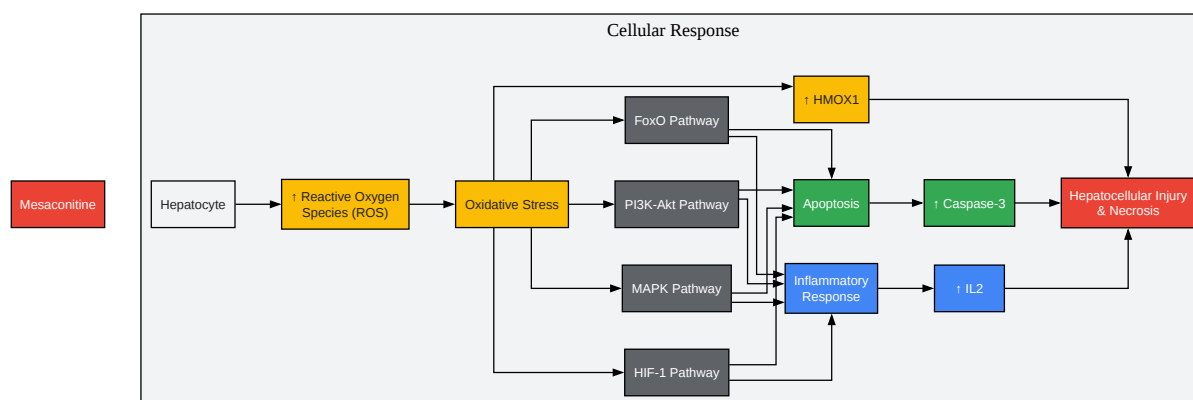 Cellular Response
Mesaconitine
Hepatocyte
↑ Reactive Oxygen
Species (ROS)
Oxidative Stress
FoxO Pathway
PI3K-Akt Pathway
MAPK Pathway
HIF-1 Pathway
↑ HMOX1
Apoptosis
Inflammatory
Response
↑ Caspase-3
↑ IL2
Hepatocellular Injury
& Necrosis